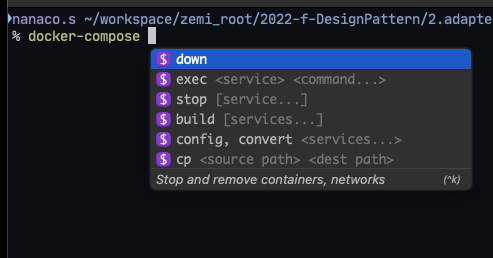 nanaco.s ~/workspace/zemi_root/2022-f-DesignPattern/2.adapte
% docker-compose
$ down
$ exec <service> <command...>
$ stop [service...]
$ build [services...]
$ config, convert <services...>
$ cp <source path> <dest path>
Stop and remove containers, networks (^k)